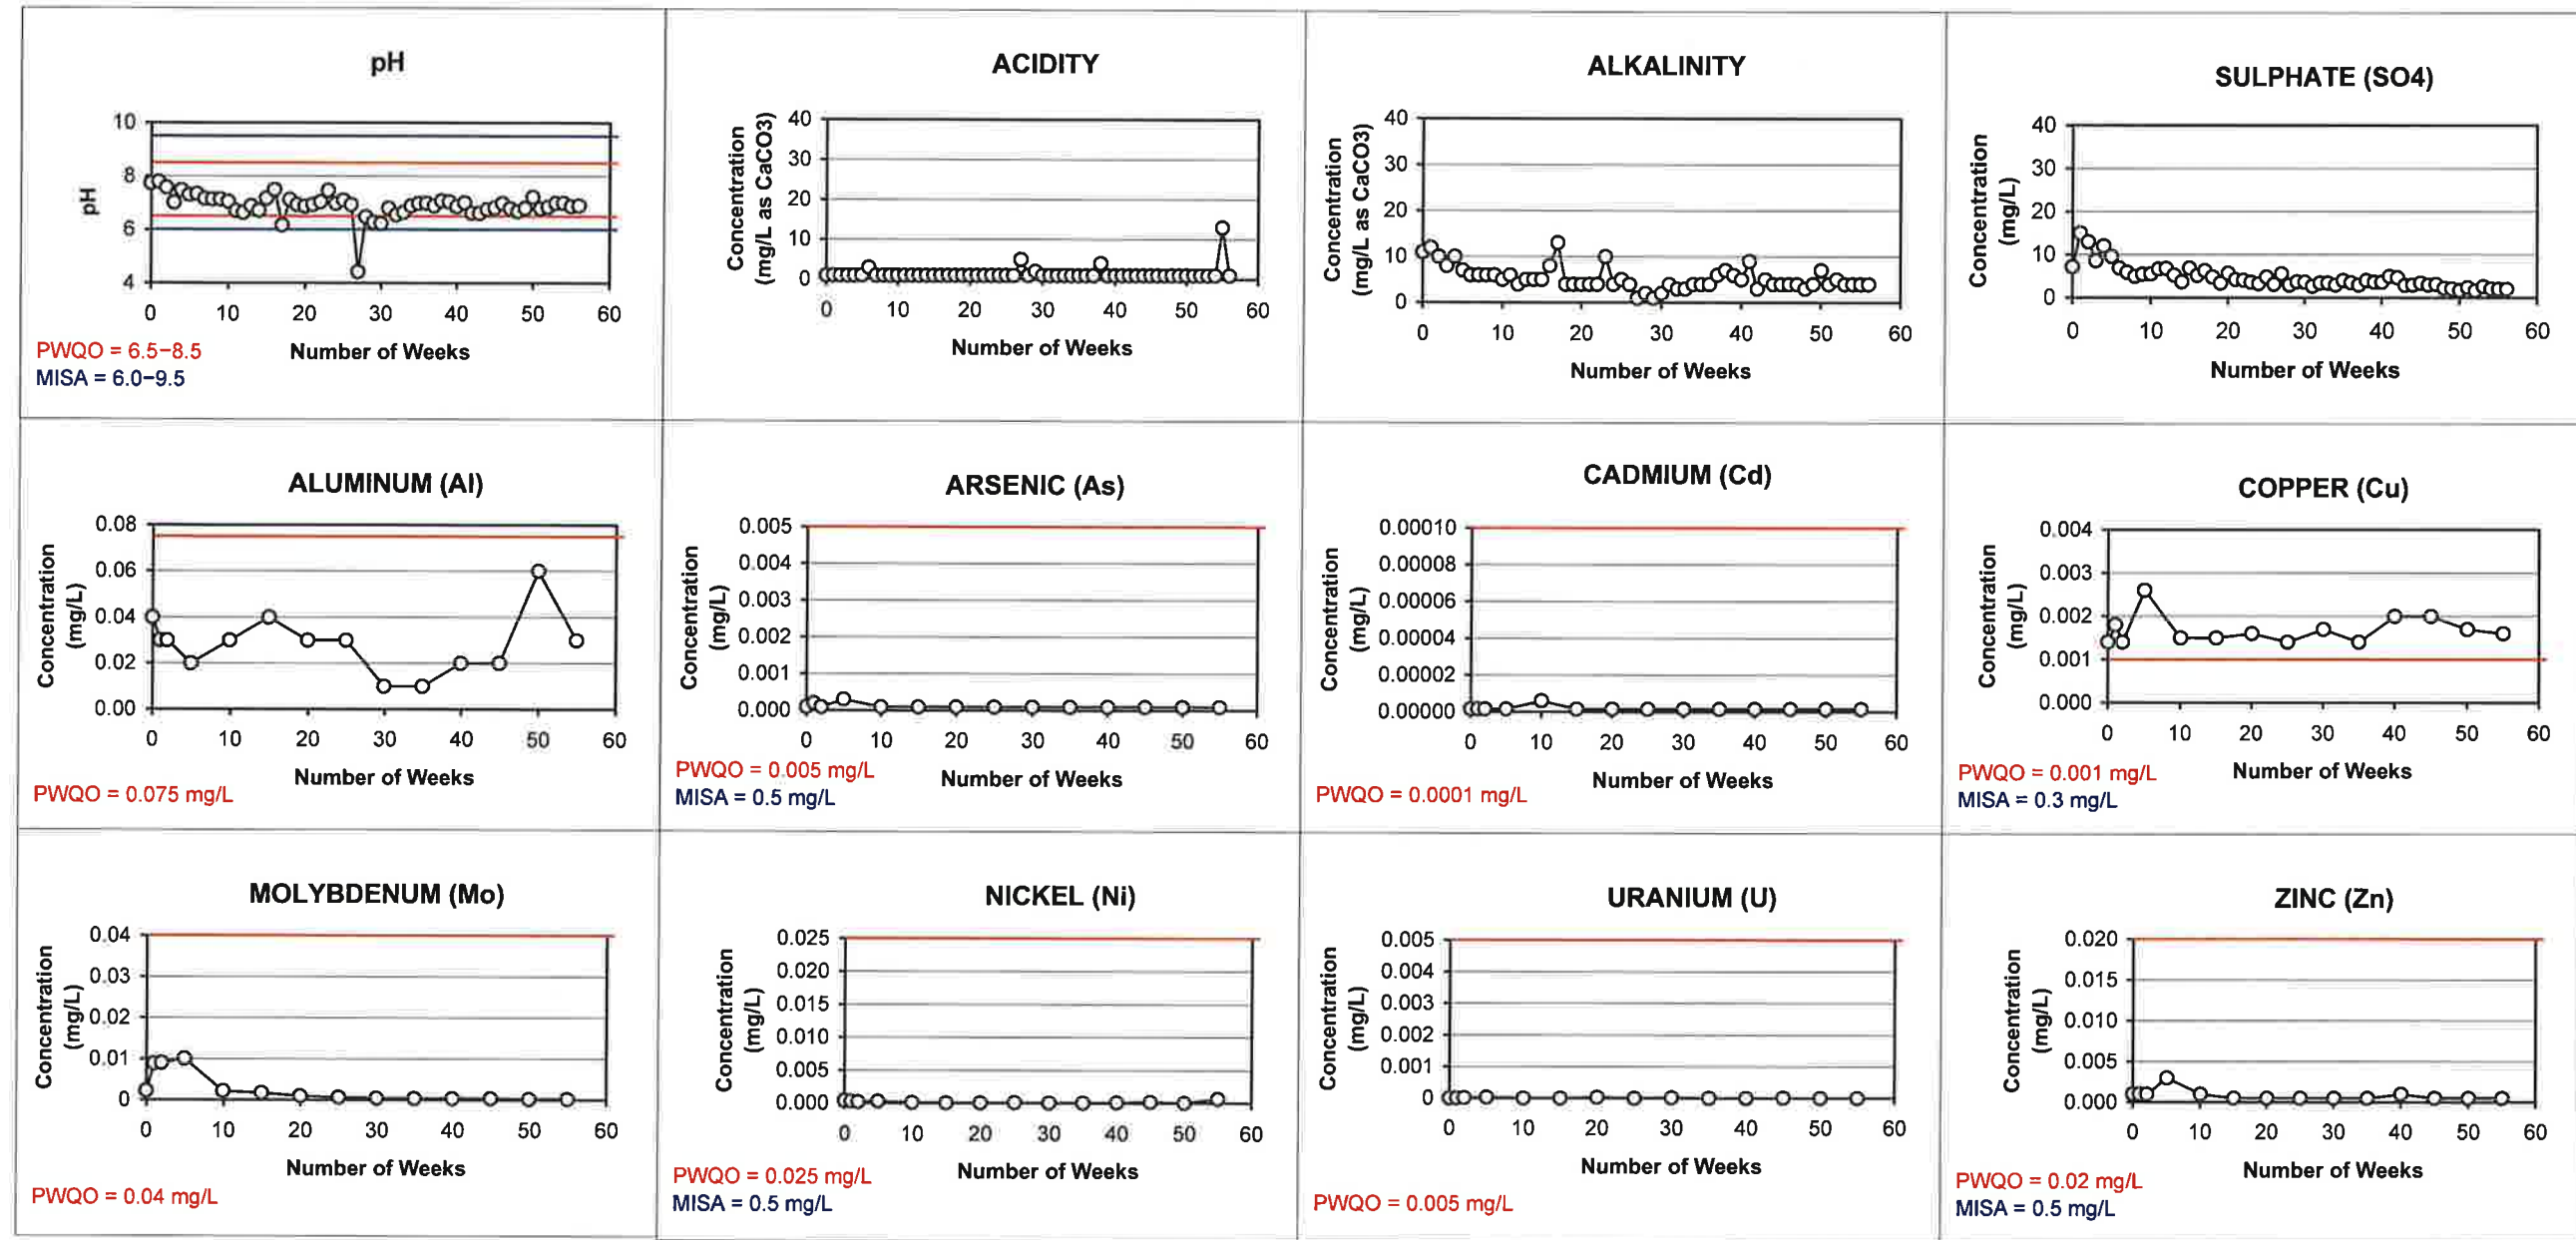 pH
pH
10
8
6
4
0 10 20 30 40 50 60
Number of Weeks
PWQO = 6.5–8.5
MISA = 6.0–9.5
ACIDITY
Concentration
(mg/L as CaCO3)
40
30
20
10
0
0 10 20 30 40 50 60
Number of Weeks
ALKALINITY
Concentration
(mg/L as CaCO3)
40
30
20
10
0
0 10 20 30 40 50 60
Number of Weeks
SULPHATE (SO4)
Concentration
(mg/L)
40
30
20
10
0
0 10 20 30 40 50 60
Number of Weeks
ALUMINUM (Al)
Concentration
(mg/L)
0.08
0.06
0.04
0.02
0.00
0 10 20 30 40 50 60
Number of Weeks
PWQO = 0.075 mg/L
ARSENIC (As)
Concentration
(mg/L)
0.005
0.004
0.003
0.002
0.001
0.000
0 10 20 30 40 50 60
Number of Weeks
PWQO = 0.005 mg/L
MISA = 0.5 mg/L
CADMIUM (Cd)
Concentration
(mg/L)
0.00010
0.00008
0.00006
0.00004
0.00002
0.00000
0 10 20 30 40 50 60
Number of Weeks
PWQO = 0.0001 mg/L
COPPER (Cu)
Concentration
(mg/L)
0.004
0.003
0.002
0.001
0.000
0 10 20 30 40 50 60
Number of Weeks
PWQO = 0.001 mg/L
MISA = 0.3 mg/L
MOLYBDENUM (Mo)
Concentration
(mg/L)
0.04
0.03
0.02
0.01
0
0 10 20 30 40 50 60
Number of Weeks
PWQO = 0.04 mg/L
NICKEL (Ni)
Concentration
(mg/L)
0.025
0.020
0.015
0.010
0.005
0.000
0 10 20 30 40 50 60
Number of Weeks
PWQO = 0.025 mg/L
MISA = 0.5 mg/L
URANIUM (U)
Concentration
(mg/L)
0.005
0.004
0.003
0.002
0.001
0
0 10 20 30 40 50 60
Number of Weeks
PWQO = 0.005 mg/L
ZINC (Zn)
Concentration
(mg/L)
0.020
0.015
0.010
0.005
0.000
0 10 20 30 40 50 60
Number of Weeks
PWQO = 0.02 mg/L
MISA = 0.5 mg/L